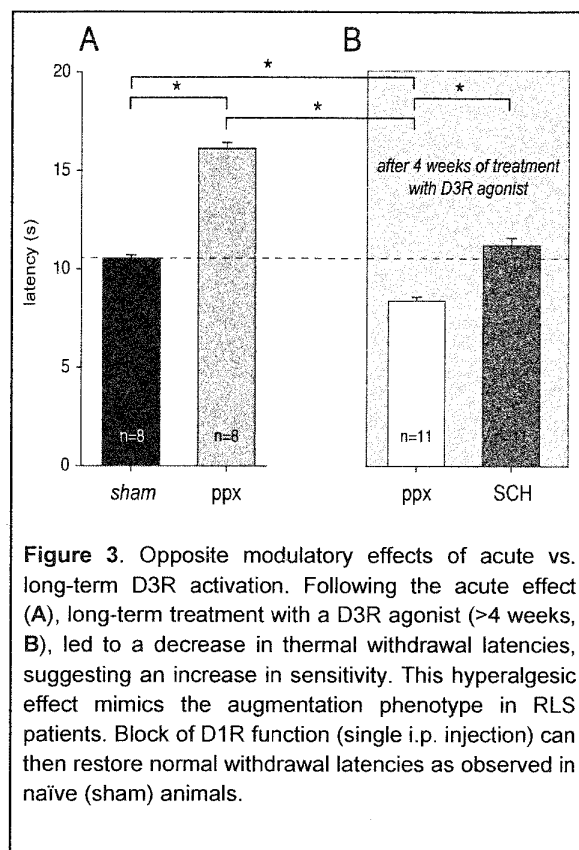 A
B
20
15
10
5
0
latency (s)
*
*
*
*
after 4 weeks of treatment
with D3R agonist
n=8
n=8
n=11
sham
ppx
ppx
SCH
Figure 3. Opposite modulatory effects of acute vs.
long-term D3R activation. Following the acute effect
(A), long-term treatment with a D3R agonist (>4 weeks,
B), led to a decrease in thermal withdrawal latencies,
suggesting an increase in sensitivity. This hyperalgesic
effect mimics the augmentation phenotype in RLS
patients. Block of D1R function (single i.p. injection) can
then restore normal withdrawal latencies as observed in
naïve (sham) animals.